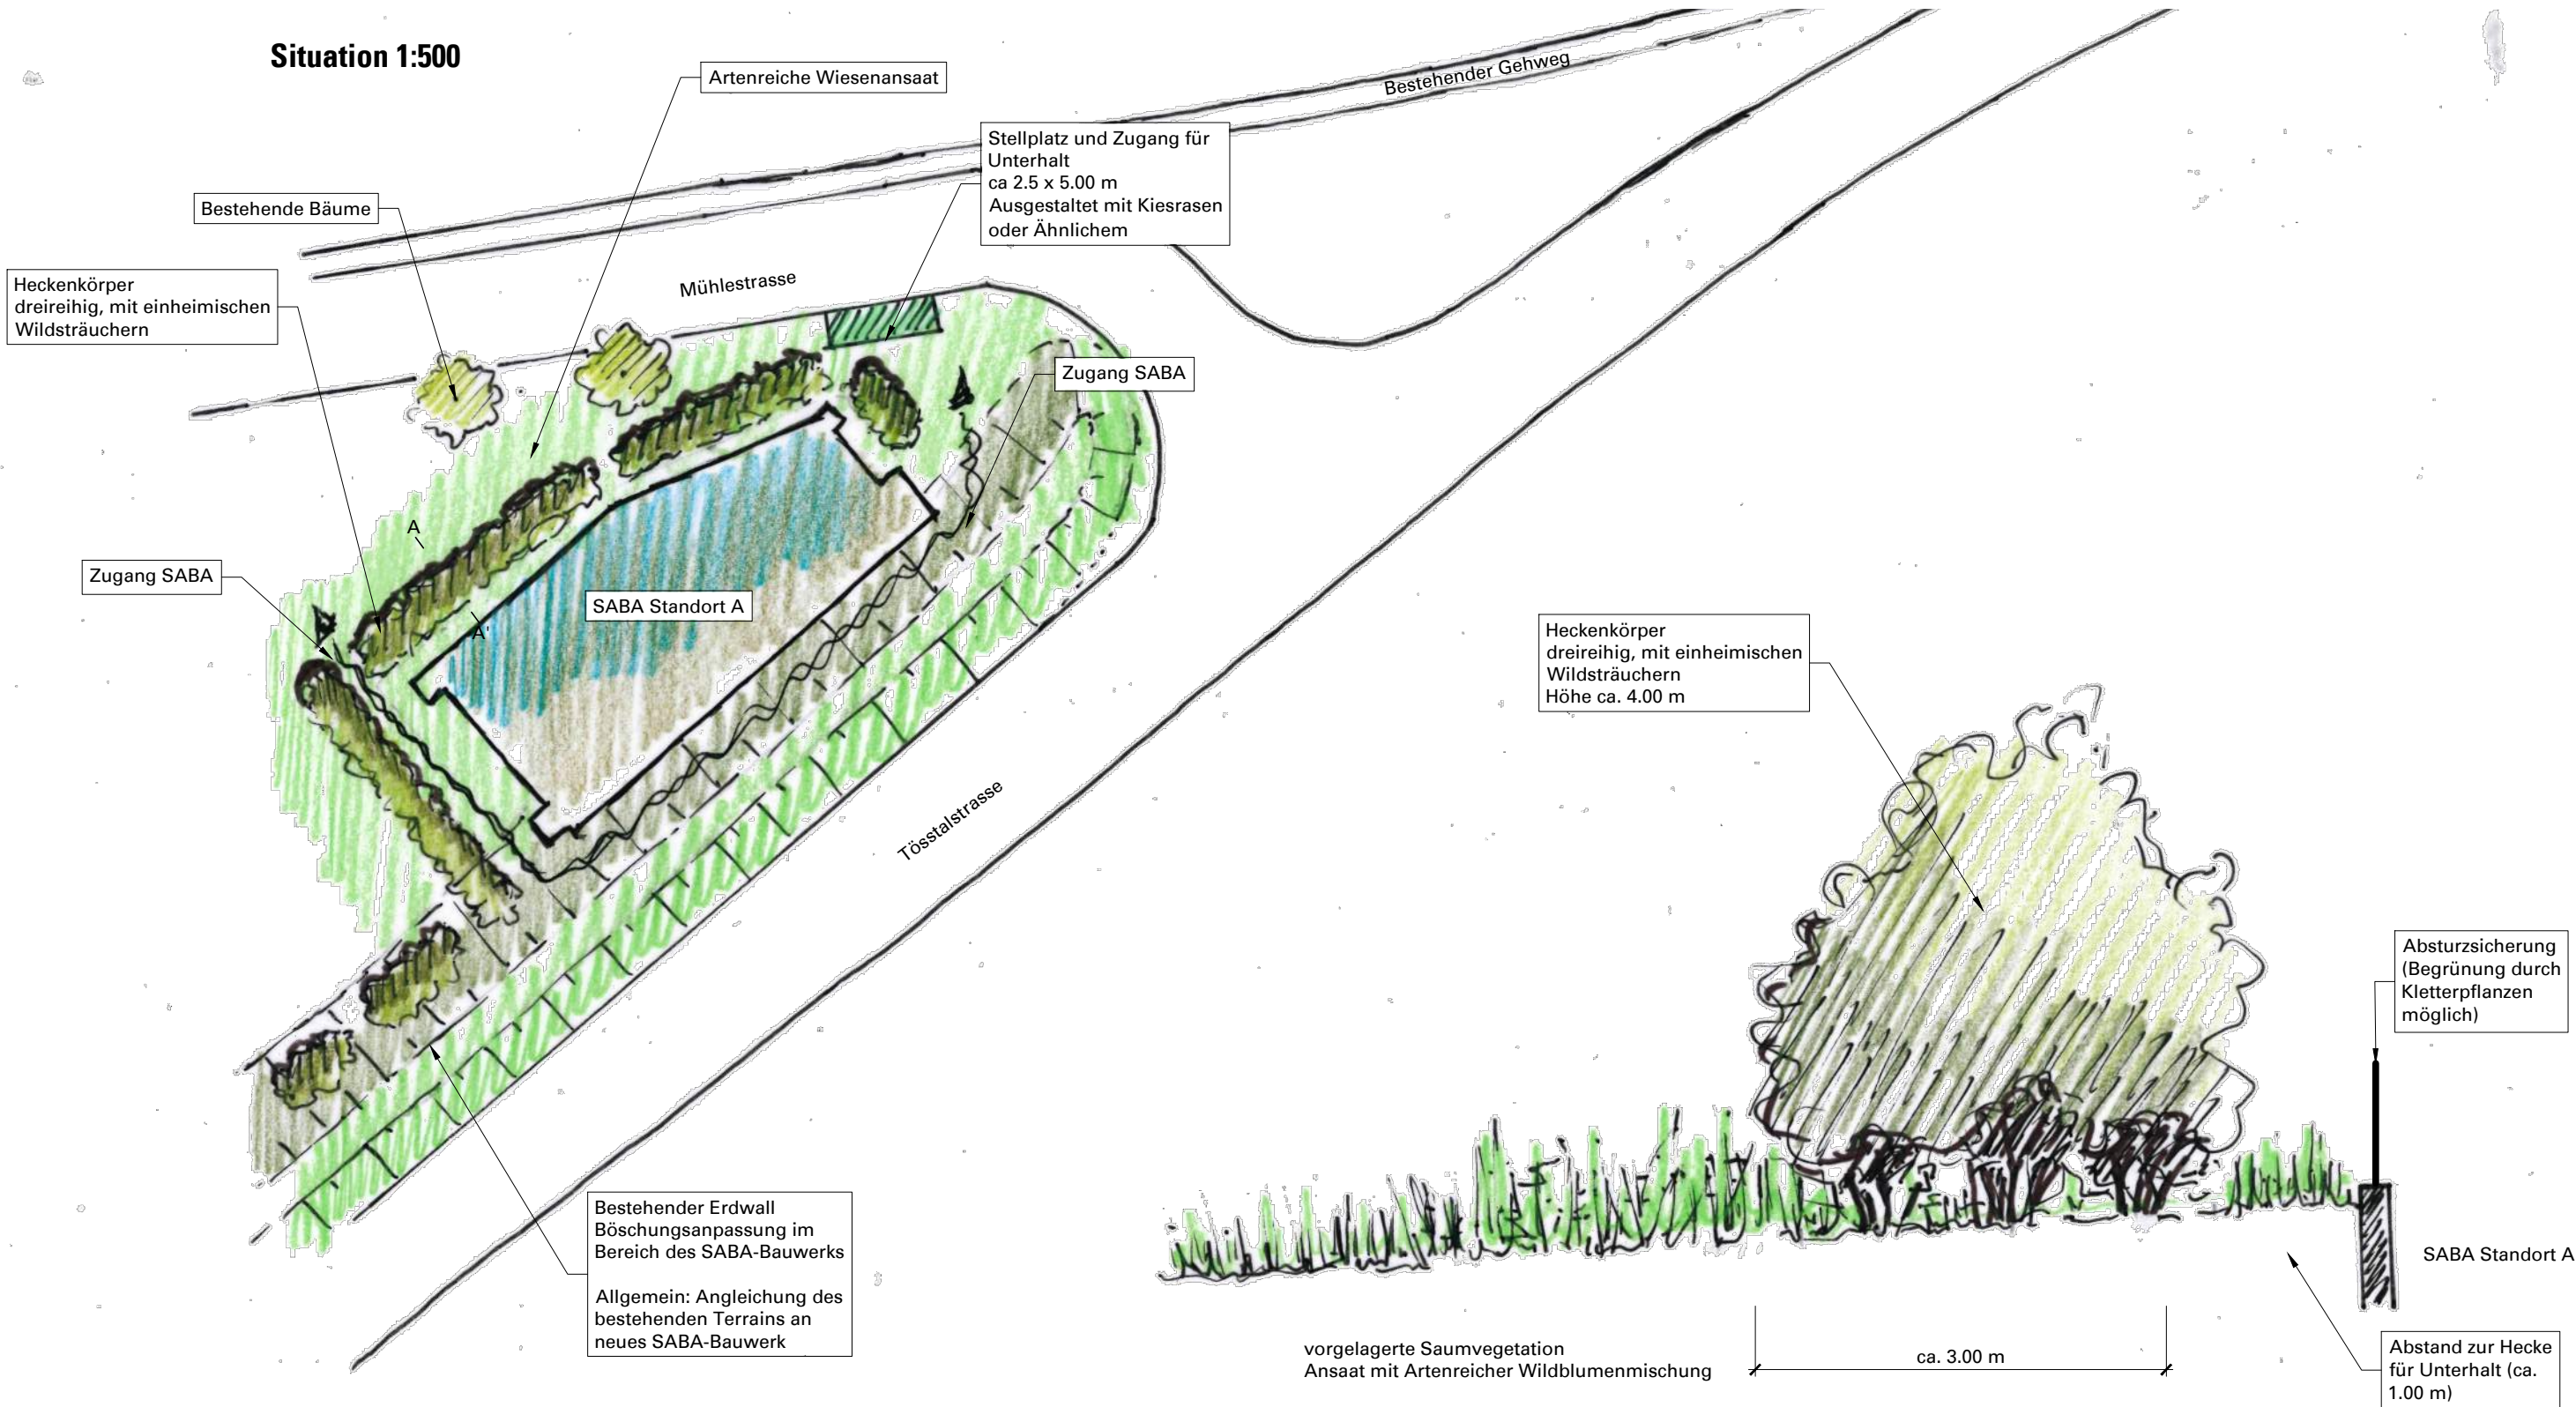 Situation 1:500
Artenreiche Wiesenansaat
Bestehender Gehweg
Stellplatz und Zugang für
Unterhalt
ca 2.5 x 5.00 m
Ausgestaltet mit Kiesrasen
oder Ähnlichem
Bestehende Bäume
Mühlestrasse
Heckenkörper
dreireihig, mit einheimischen
Wildsträuchern
Zugang SABA
A
Zugang SABA
SABA Standort A
A'
Heckenkörper
dreireihig, mit einheimischen
Wildsträuchern
Höhe ca. 4.00 m
Tösstalstrasse
Absturzsicherung
(Begrünung durch
Kletterpflanzen
möglich)
Bestehender Erdwall
Böschungsanpassung im
Bereich des SABA-Bauwerks
Allgemein: Angleichung des
bestehenden Terrains an
neues SABA-Bauwerk
SABA Standort A
vorgelagerte Saumvegetation
Ansaat mit Artenreicher Wildblumenmischung
ca. 3.00 m
Abstand zur Hecke
für Unterhalt (ca.
1.00 m)